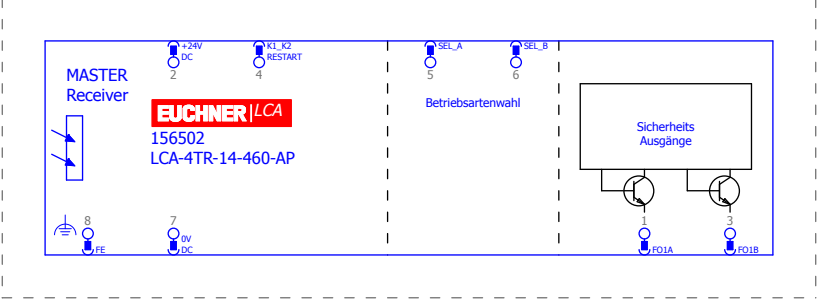 +24V
DC
2
K1_K2
RESTART
4
SEL_A
5
SEL_B
6
MASTER
Receiver
EUCHNER LCA
156502
LCA-4TR-14-460-AP
Betriebsartenwahl
Sicherheits
Ausgänge
8
FE
7
0V
DC
1
FO1A
3
FO1B